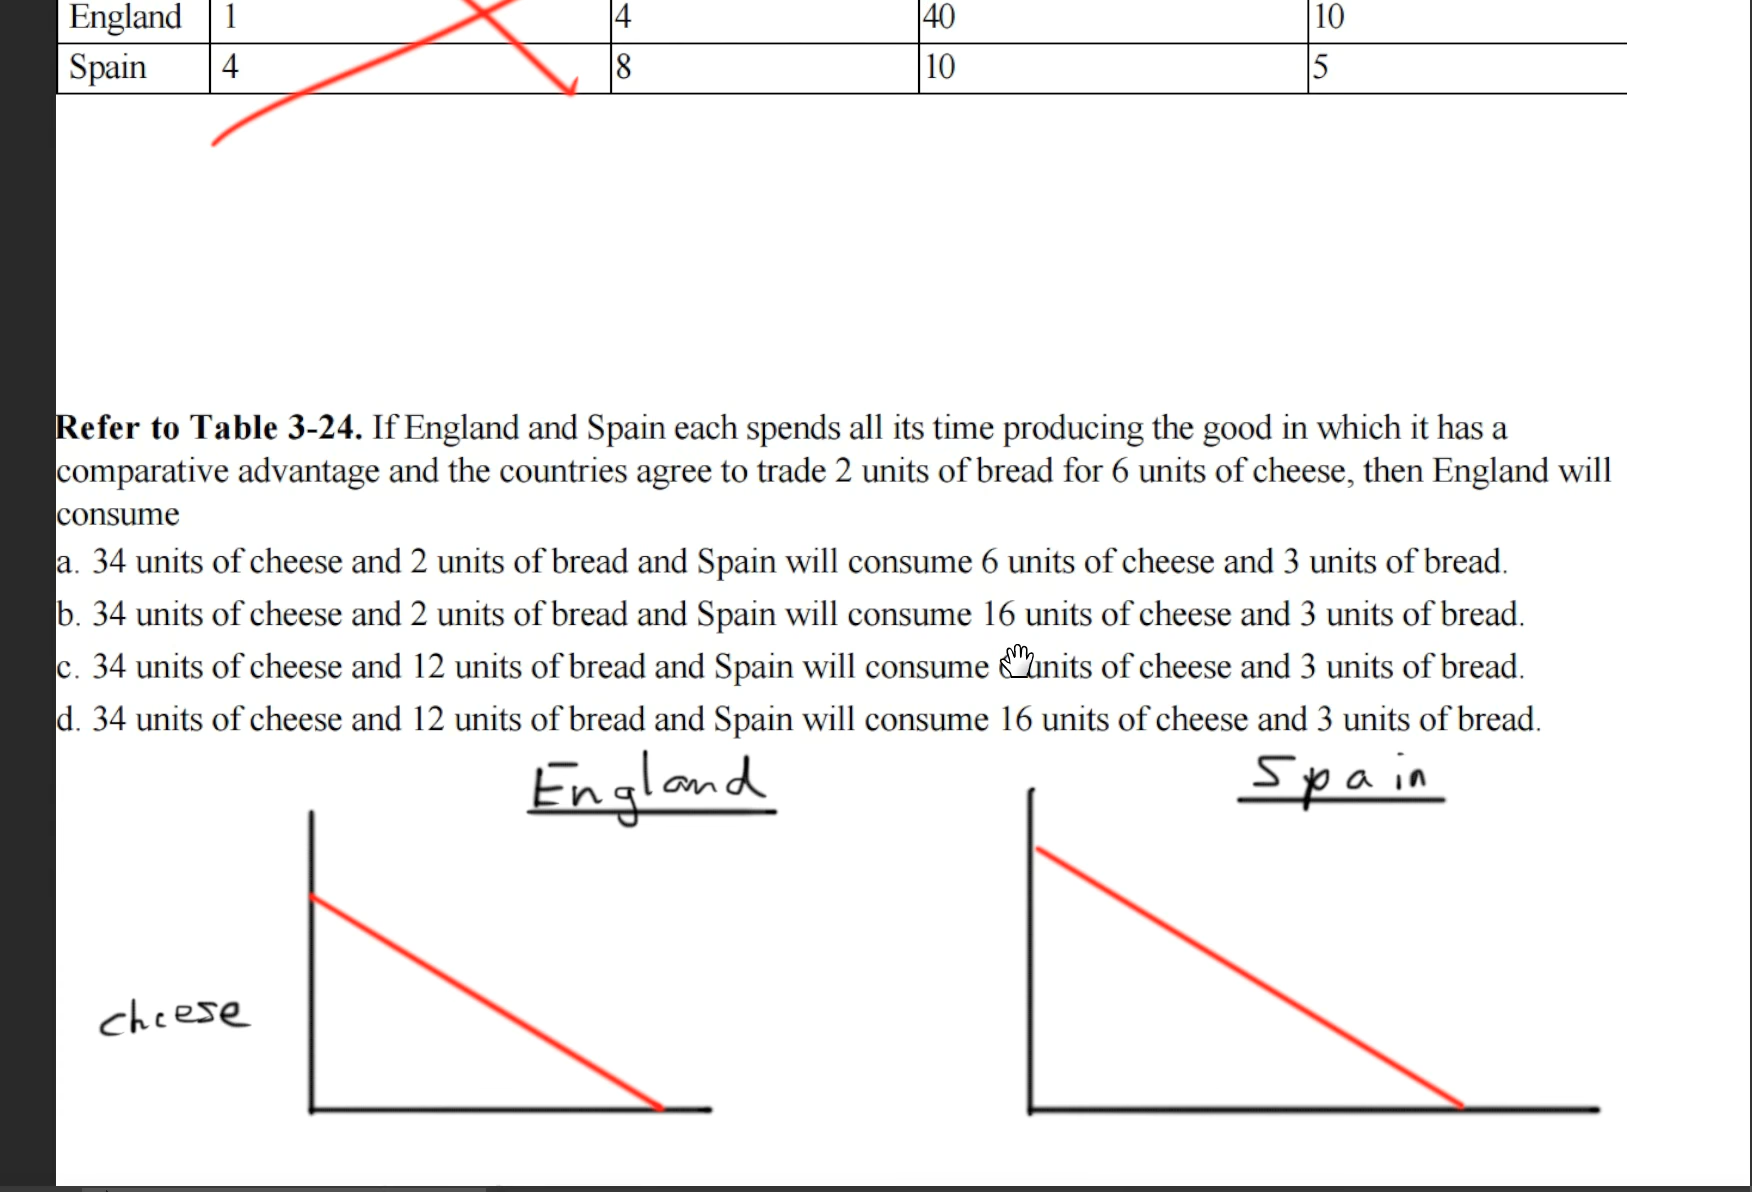 England 1 4 40 10
Spain 4 8 10 5
Refer to Table 3-24. If England and Spain each spends all its time producing the good in which it has a
comparative advantage and the countries agree to trade 2 units of bread for 6 units of cheese, then England will
consume
a. 34 units of cheese and 2 units of bread and Spain will consume 6 units of cheese and 3 units of bread.
b. 34 units of cheese and 2 units of bread and Spain will consume 16 units of cheese and 3 units of bread.
c. 34 units of cheese and 12 units of bread and Spain will consume units of cheese and 3 units of bread.
d. 34 units of cheese and 12 units of bread and Spain will consume 16 units of cheese and 3 units of bread.
England Spain
cheese